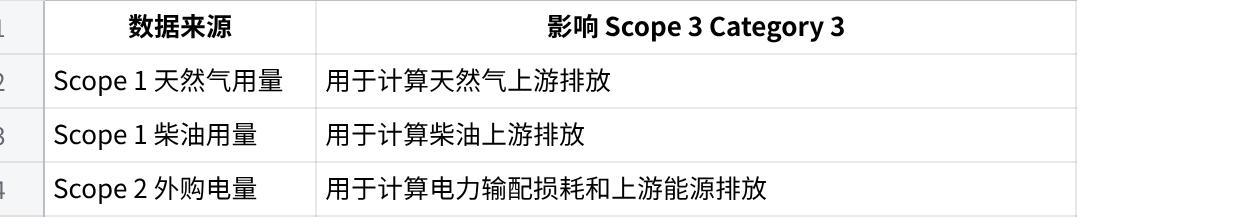 数据来源 影响 Scope 3 Category 3
2 Scope 1 天然气用量 用于计算天然气上游排放
Scope 1 柴油用量 用于计算柴油上游排放
4 Scope 2 外购电量 用于计算电力输配损耗和上游能源排放